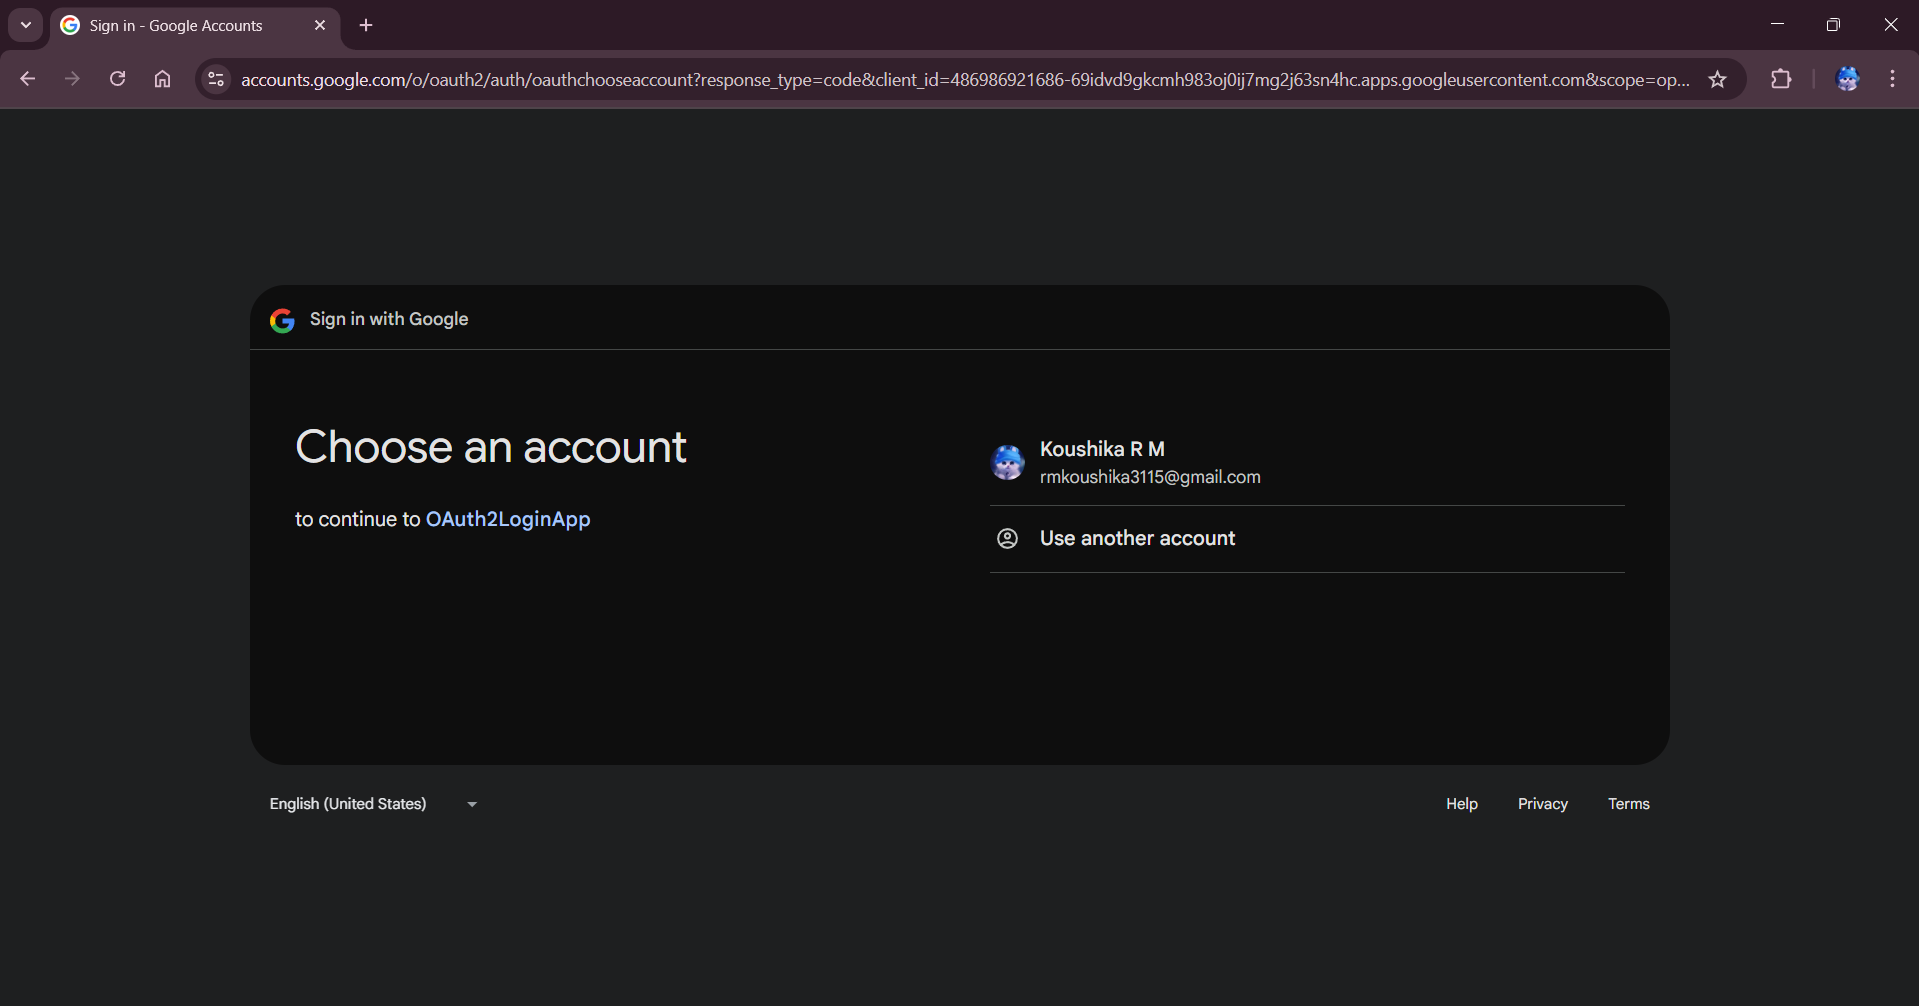 Sign in - Google Accounts
accounts.google.com/o/oauth2/auth/oauthchooseaccount?response_type=code&client_id=486986921686-69idvd9gkcmh983oj0ij7mg2j63sn4hc.apps.googleusercontent.com&scope=op...
Sign in with Google
Choose an account
to continue to OAuth2LoginApp
Koushika R M
rmkoushika3115@gmail.com
Use another account
English (United States)
Help Privacy Terms